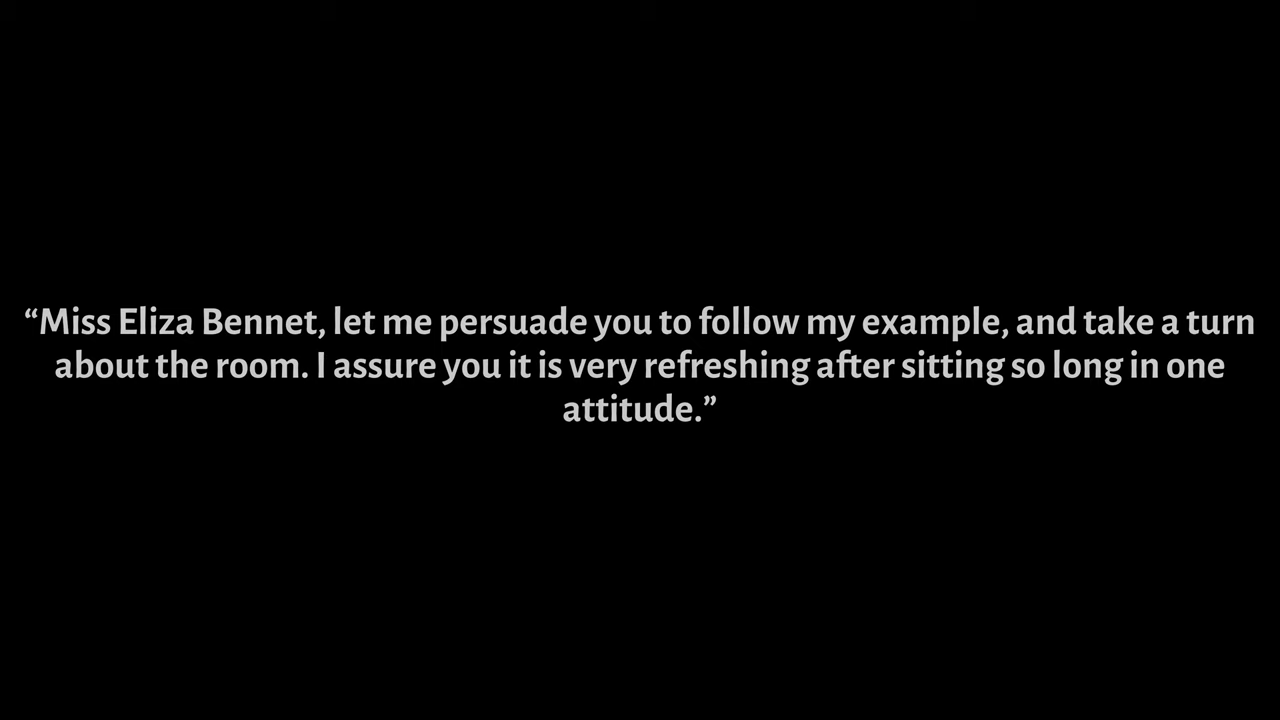 “Miss Eliza Bennet, let me persuade you to follow my example, and take a turn
about the room. I assure you it is very refreshing after sitting so long in one
attitude.”